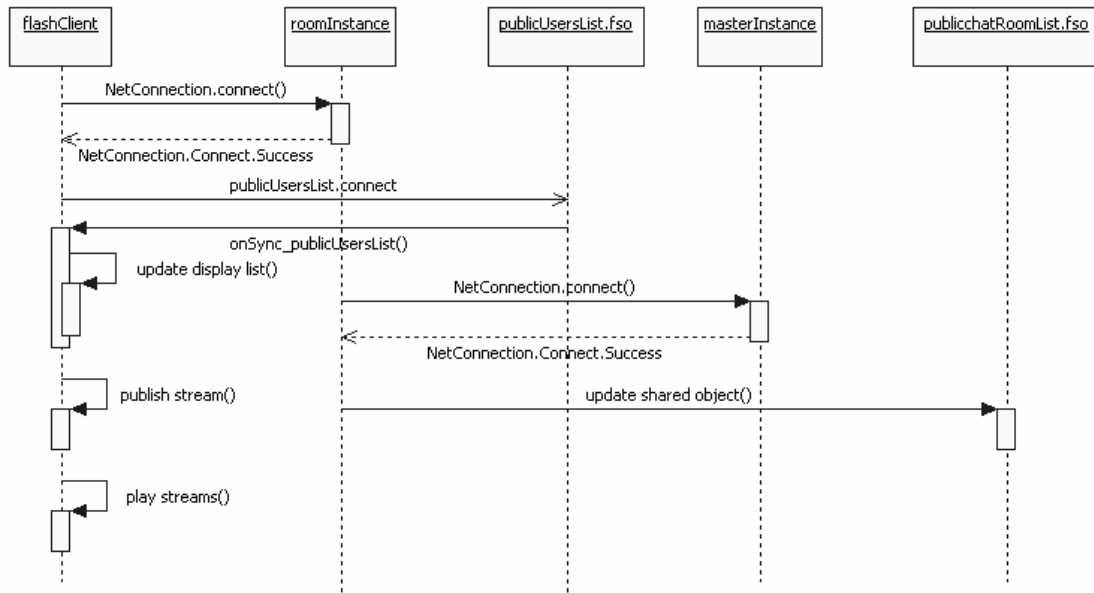 flashClient
roomInstance
publicUsersList.fso
masterInstance
publicchatRoomList.fso
NetConnection.connect()
NetConnection.Connect.Success
publicUsersList.connect
onSync_publicUsersList()
update display list()
NetConnection.connect()
NetConnection.Connect.Success
publish stream()
update shared object()
play streams()